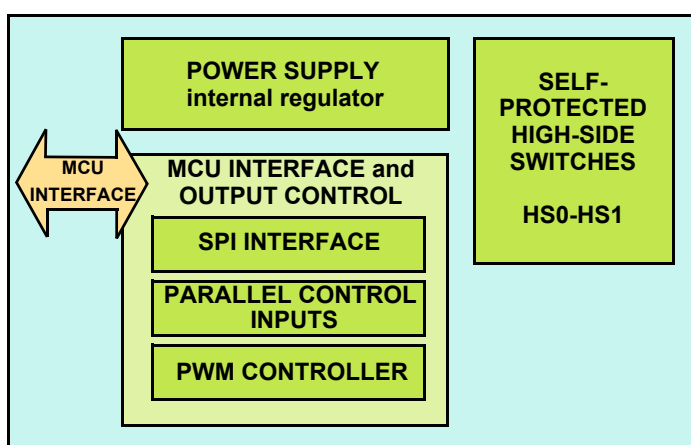 POWER SUPPLY
internal regulator
SELF-
PROTECTED
HIGH-SIDE
SWITCHES
HS0-HS1
MCU
INTERFACE
MCU INTERFACE and
OUTPUT CONTROL
SPI INTERFACE
PARALLEL CONTROL
INPUTS
PWM CONTROLLER